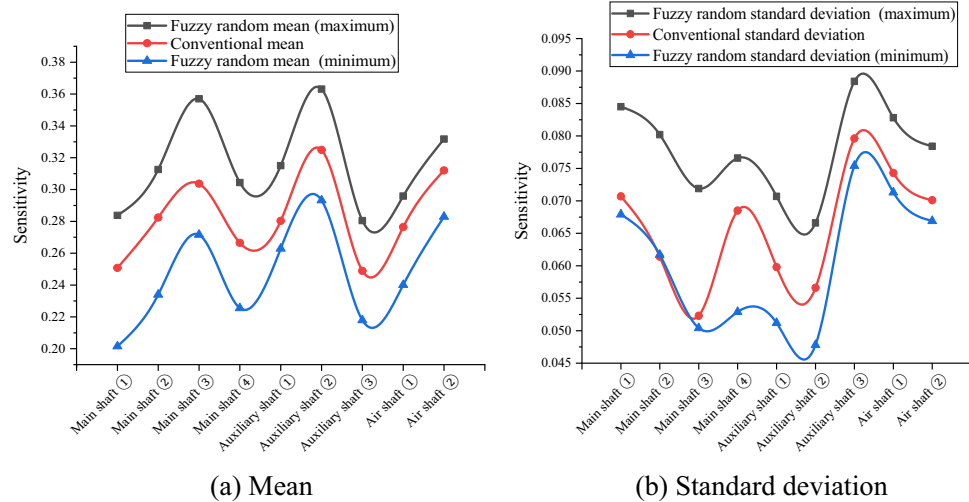 Fuzzy random mean (maximum)
Conventional mean
Fuzzy random mean (minimum)
Sensitivity
0.38
0.36
0.34
0.32
0.30
0.28
0.26
0.24
0.22
0.20
Main shaft ①
Main shaft ②
Main shaft ③
Main shaft ④
Auxiliary shaft ①
Auxiliary shaft ②
Auxiliary shaft ③
Air shaft ①
Air shaft ②
(a) Mean
Fuzzy random standard deviation (maximum)
Conventional standard deviation
Fuzzy random standard deviation (minimum)
Sensitivity
0.095
0.090
0.085
0.080
0.075
0.070
0.065
0.060
0.055
0.050
0.045
Main shaft ①
Main shaft ②
Main shaft ③
Main shaft ④
Auxiliary shaft ①
Auxiliary shaft ②
Auxiliary shaft ③
Air shaft ①
Air shaft ②
(b) Standard deviation